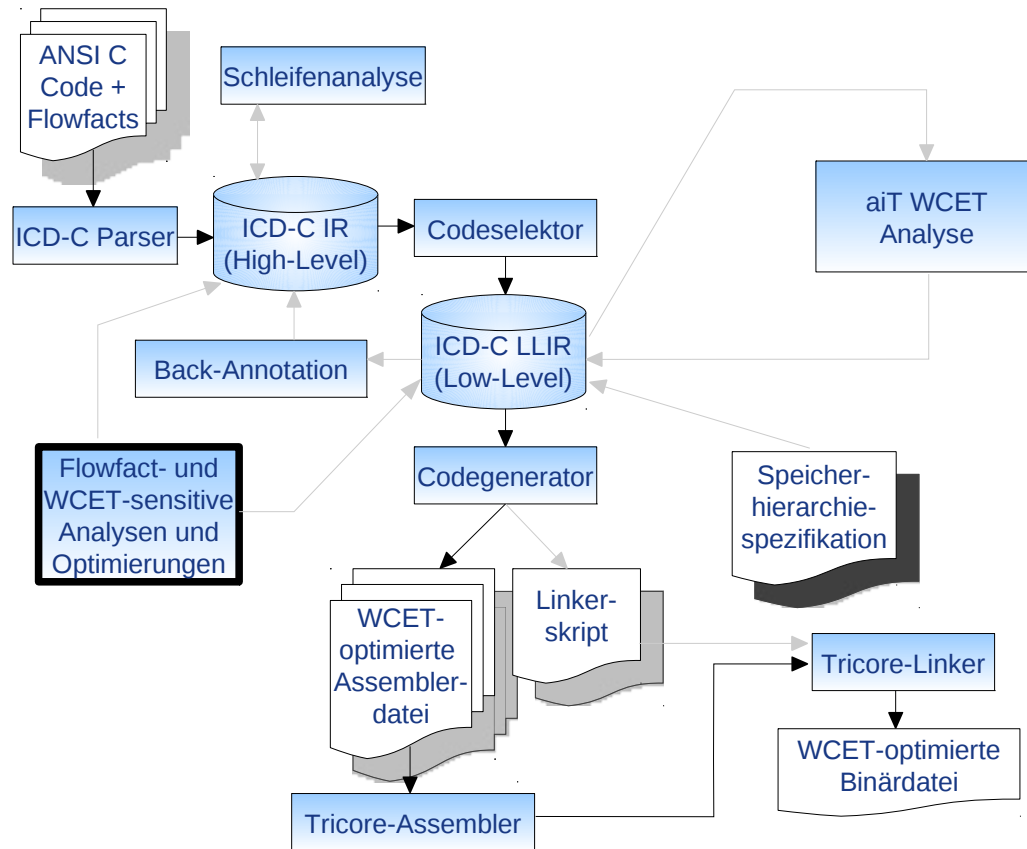 ANSI C
Code +
Flowfacts
Schleifenanalyse
aiT WCET
Analyse
ICD-C Parser
ICD-C IR
(High-Level)
Codeselektor
Back-Annotation
ICD-C LLIR
(Low-Level)
Flowfact- und
WCET-sensitive
Analysen und
Optimierungen
Codegenerator
Speicher-
hierarchie-
spezifikation
WCET-
optimierte
Assembler-
datei
Linker-
skript
Tricore-Linker
WCET-optimierte
Binärdatei
Tricore-Assembler